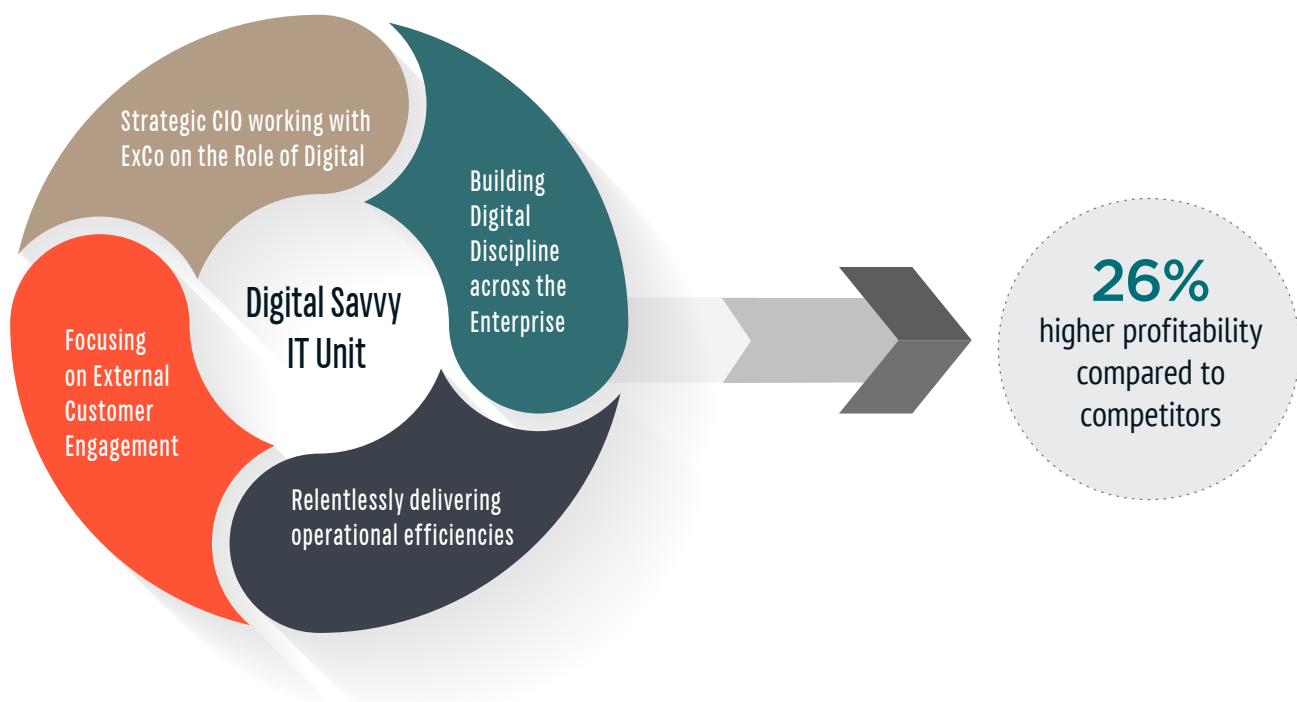 Strategic CIO working with
ExCo on the Role of Digital
Building
Digital
Discipline
across the
Enterprise
Digital Savvy
IT Unit
Focusing
on External
Customer
Engagement
Relentlessly delivering
operational efficiencies
26%
higher profitability
compared to
competitors